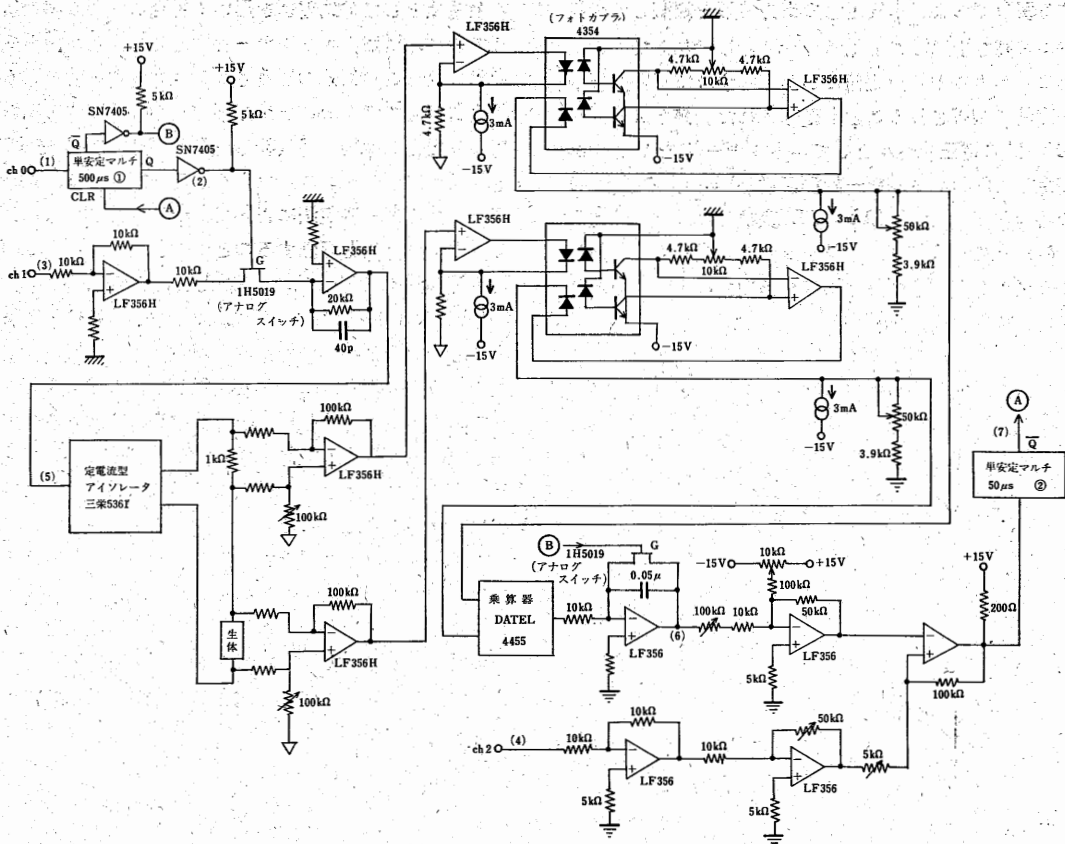 +15V
5kΩ
SN7405
B
Q̄
ch 0 (1)
単安定マルチ
500μs ①
CLR
A
+15V
5kΩ
Q
SN7405
(2)
10kΩ
ch 1 (3) 10kΩ
LF356H
10kΩ
G
1H5019
(アナログ
スイッチ)
LF356H
20kΩ
40p
(5)
定電流型
アイソレータ
三栄5361
1kΩ
100kΩ
LF356H
100kΩ
生体
100kΩ
LF356H
100kΩ
LF356H
4.7kΩ
3mA
-15V
(フォトカプラ)
4354
4.7kΩ
10kΩ
4.7kΩ
LF356H
-15V
3mA
-15V
50kΩ
3.9kΩ
LF356H
3mA
-15V
4.7kΩ
10kΩ
4.7kΩ
LF356H
-15V
3mA
-15V
50kΩ
3.9kΩ
A
(7)
Q̄
単安定マルチ
50μs ②
B
1H5019
G
(アナログ
スイッチ)
0.05μ
乗算器
DATEL
4455
10kΩ
LF356
(6)
100kΩ
10kΩ
-15V
10kΩ
+15V
100kΩ
50kΩ
5kΩ
LF356
+15V
200Ω
100kΩ
ch 2 (4)
10kΩ
10kΩ
5kΩ
LF356
10kΩ
50kΩ
5kΩ
LF356
5kΩ